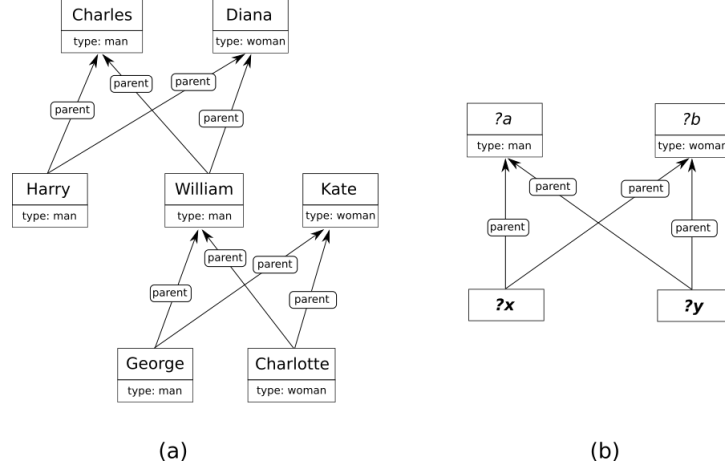 Charles
type: man
Diana
type: woman
parent
parent
parent
parent
Harry
type: man
William
type: man
Kate
type: woman
parent
parent
parent
parent
George
type: man
Charlotte
type: woman
(a)
?a
type: man
?b
type: woman
parent
parent
parent
parent
?x
?y
(b)